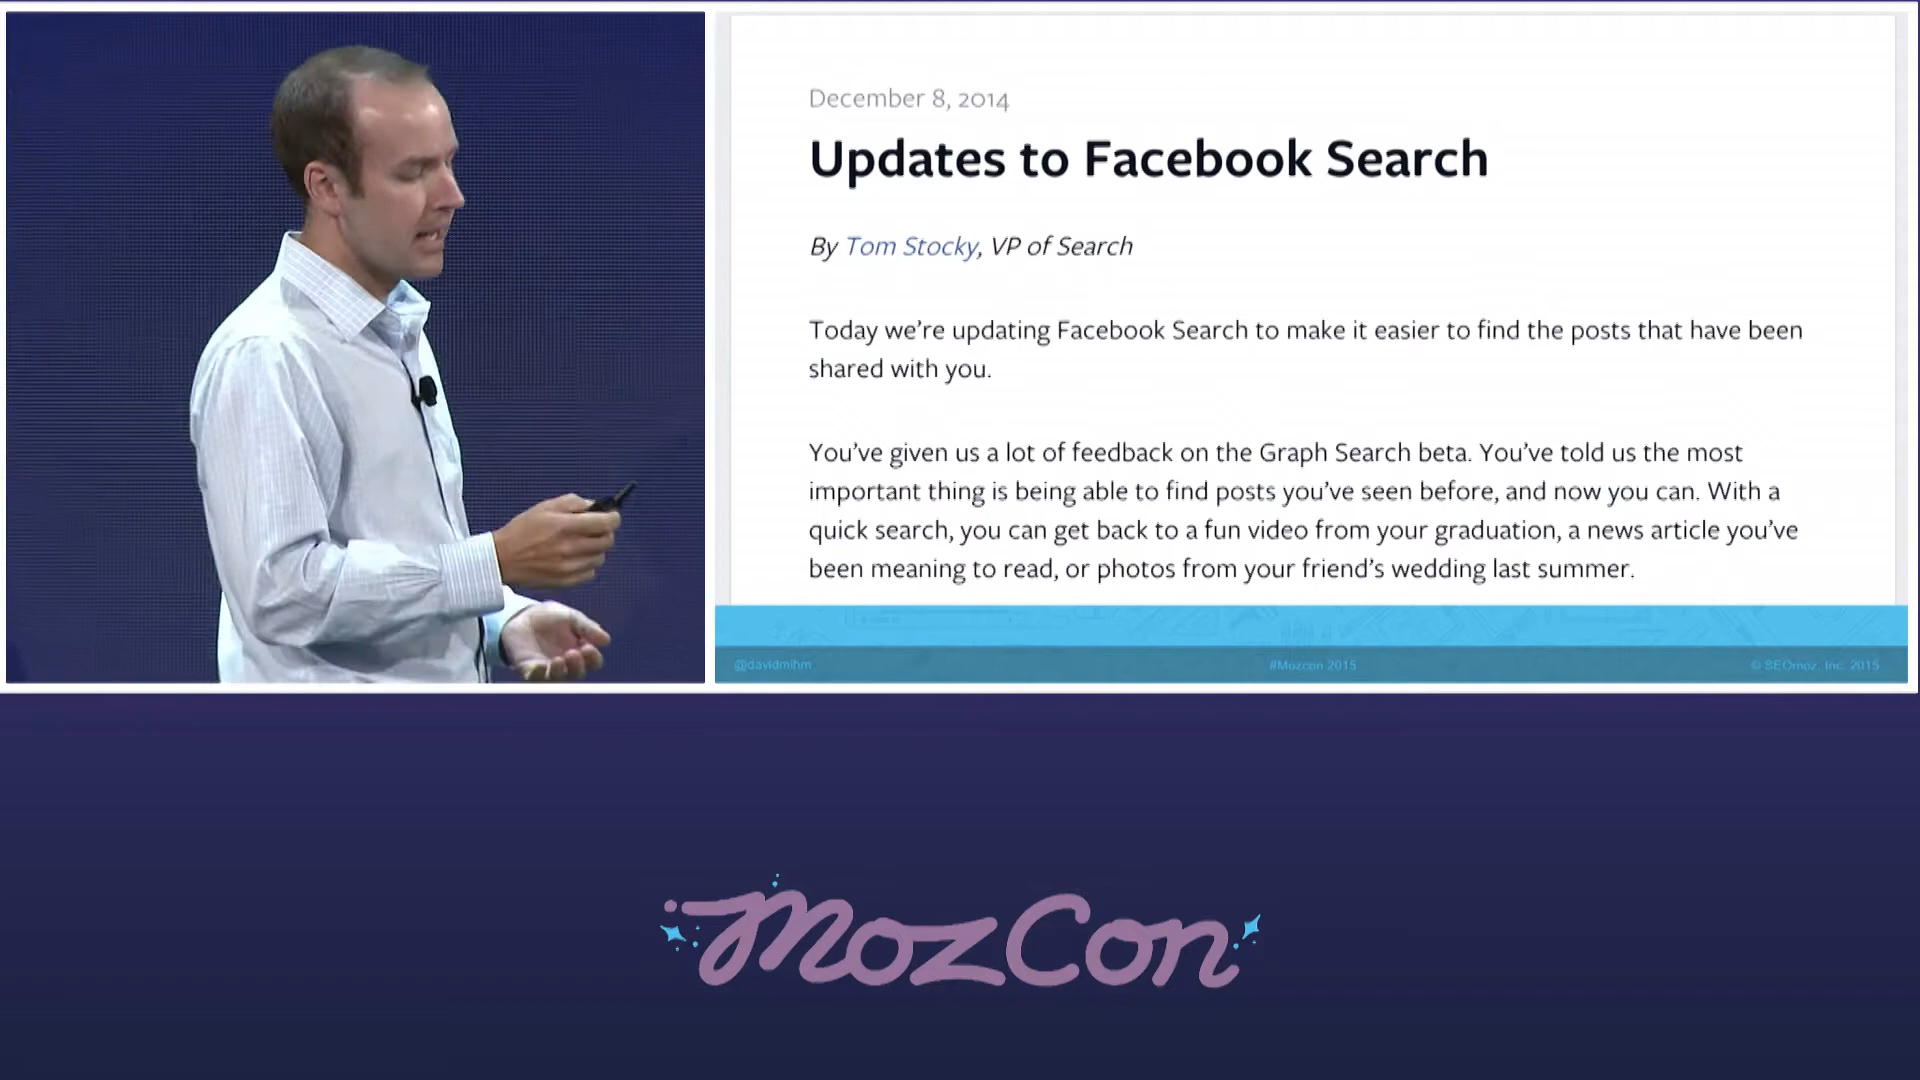 December 8, 2014
Updates to Facebook Search
By Tom Stocky, VP of Search
Today we're updating Facebook Search to make it easier to find the posts that have been
shared with you.
You've given us a lot of feedback on the Graph Search beta. You've told us the most
important thing is being able to find posts you've seen before, and now you can. With a
quick search, you can get back to a fun video from your graduation, a news article you've
been meaning to read, or photos from your friend's wedding last summer.
@davidmihm
#Mozcon 2015
© SEOmoz, Inc. 2015
MozCon